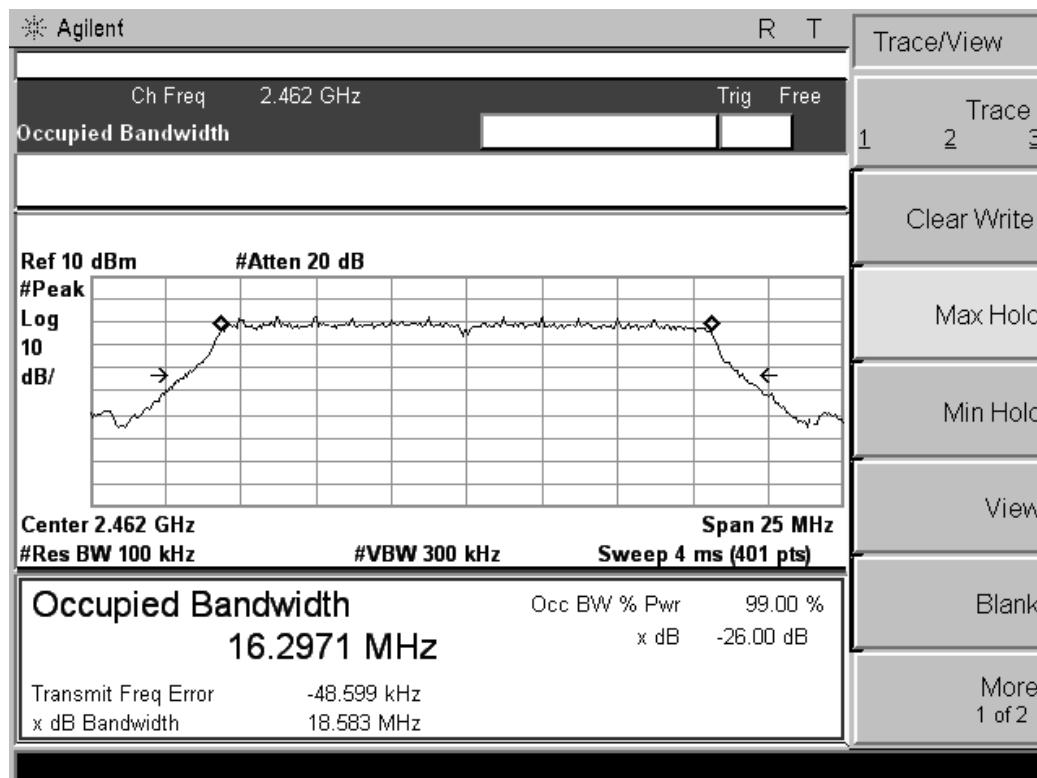 Agilent R T
Trace/View
Ch Freq 2.462 GHz Trig Free
Occupied Bandwidth
Trace
1 2 3
Clear Write
Max Hold
Min Hold
View
Blank
More
1 of 2
Ref 10 dBm #Atten 20 dB
#Peak
Log
10
dB/
Center 2.462 GHz Span 25 MHz
#Res BW 100 kHz #VBW 300 kHz Sweep 4 ms (401 pts)
Occupied Bandwidth
16.2971 MHz
Occ BW % Pwr 99.00 %
x dB -26.00 dB
Transmit Freq Error -48.599 kHz
x dB Bandwidth 18.583 MHz